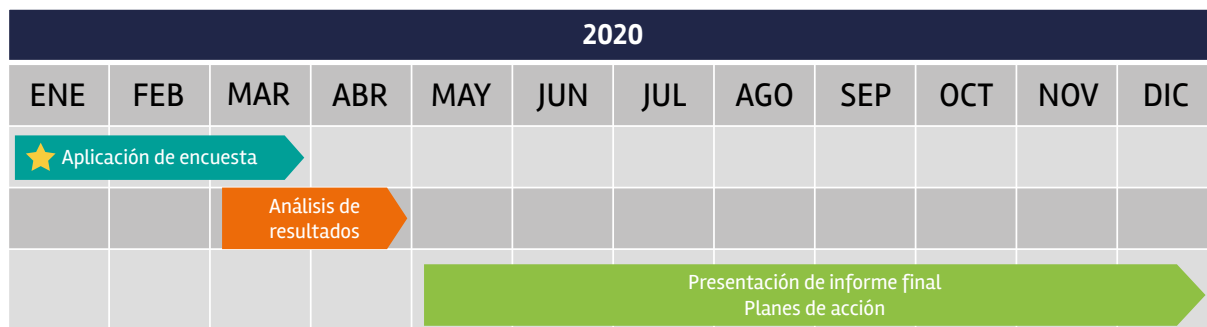 2020
ENE FEB MAR ABR MAY JUN JUL AGO SEP OCT NOV DIC
Aplicación de encuesta
Análisis de
resultados
Presentación de informe final
Planes de acción